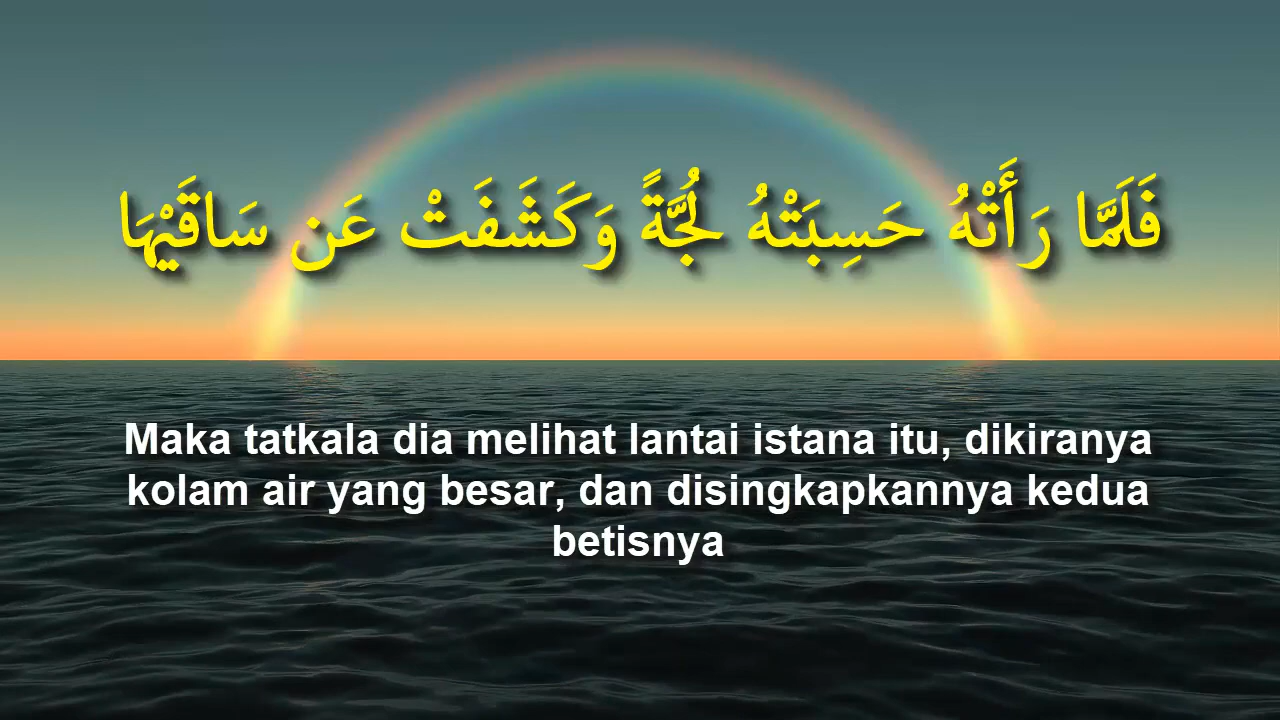 فَلَمَّا رَأَتْهُ حَسِبَتْهُ لُجَّةً وَكَشَفَتْ عَن سَاقَيْهَا
Maka tatkala dia melihat lantai istana itu, dikiranya
kolam air yang besar, dan disingkapkannya kedua
betisnya